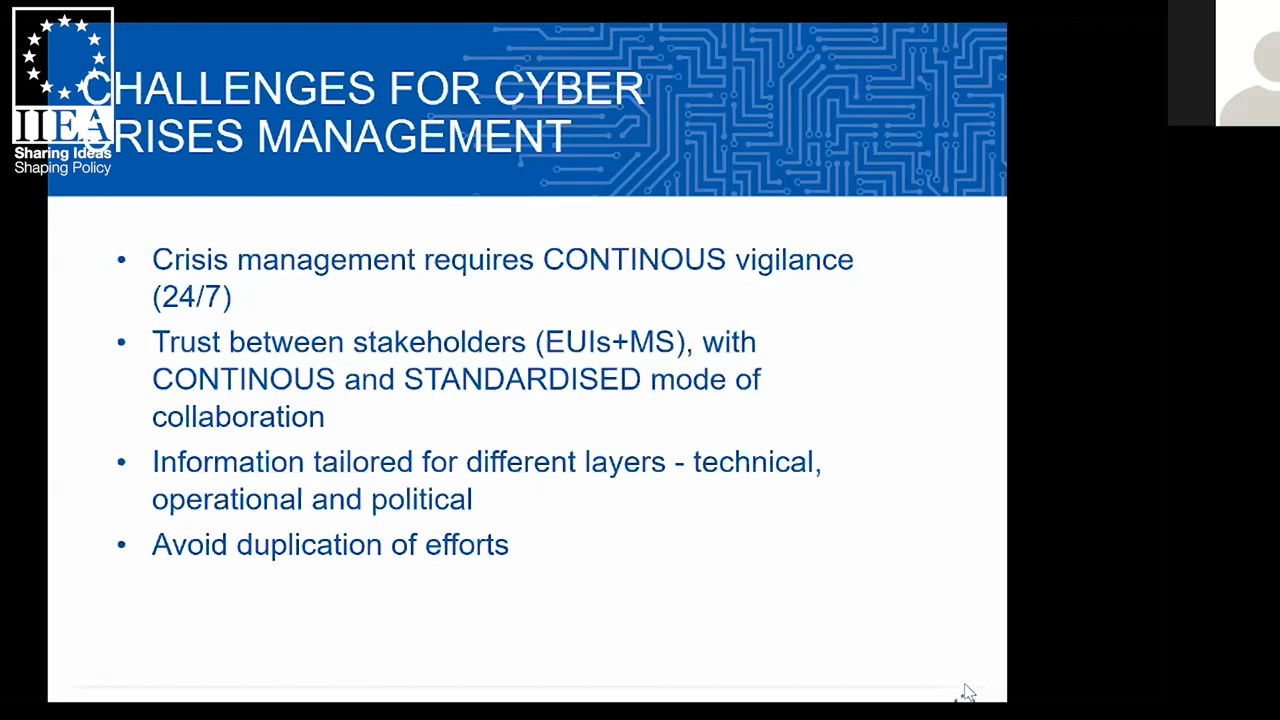 IIEA
Sharing Ideas
Shaping Policy
CHALLENGES FOR CYBER
CRISES MANAGEMENT
• Crisis management requires CONTINOUS vigilance
(24/7)
• Trust between stakeholders (EUIs+MS), with
CONTINOUS and STANDARDISED mode of
collaboration
• Information tailored for different layers - technical,
operational and political
• Avoid duplication of efforts